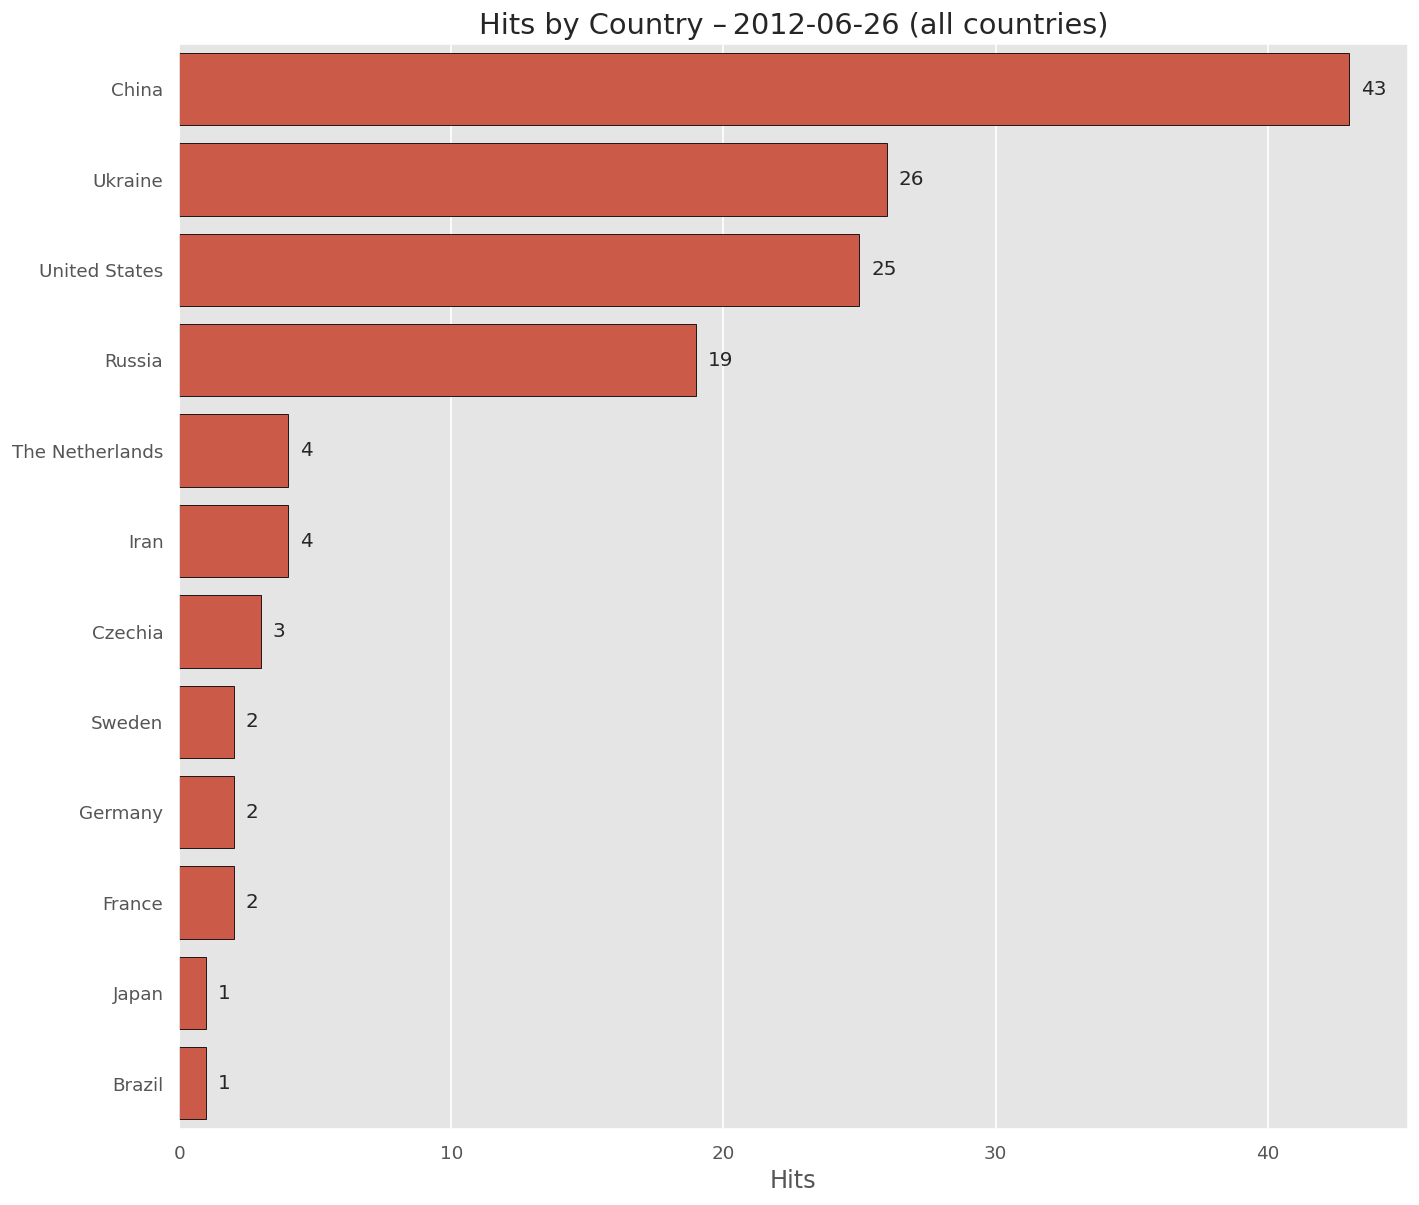 Hits by Country – 2012-06-26 (all countries)
China 43
Ukraine 26
United States 25
Russia 19
The Netherlands 4
Iran 4
Czechia 3
Sweden 2
Germany 2
France 2
Japan 1
Brazil 1
0 10 20 30 40
Hits